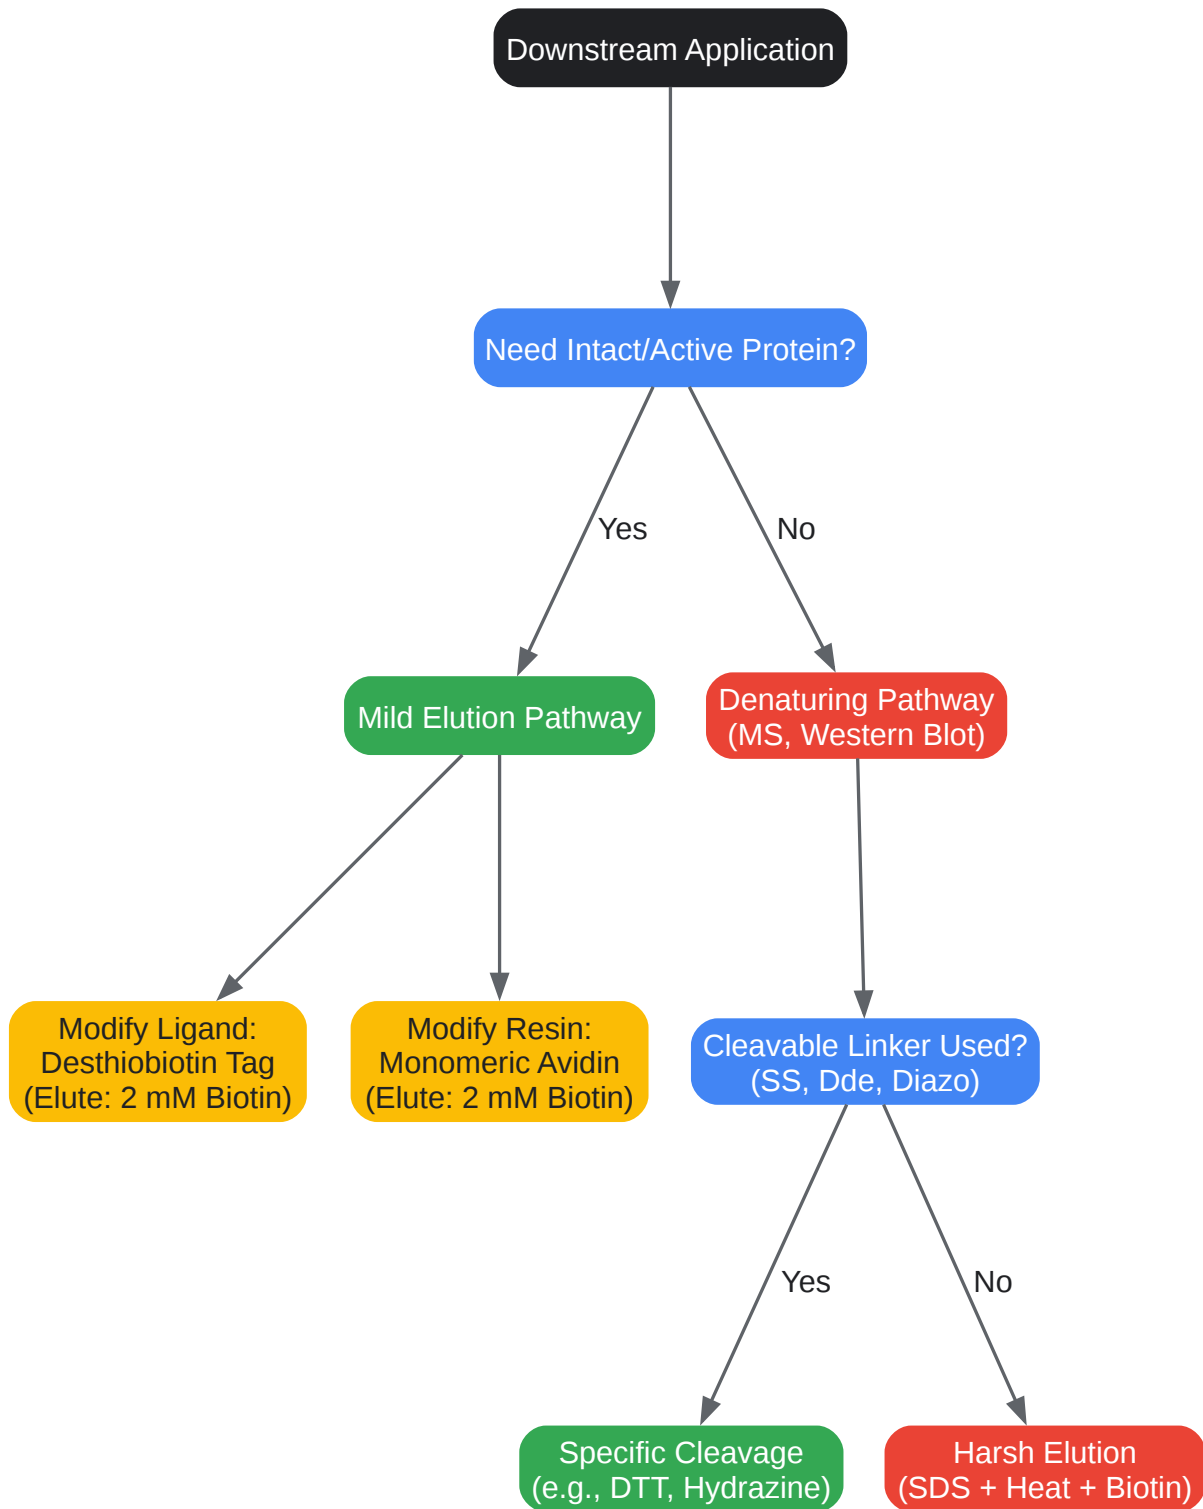 Downstream Application
Need Intact/Active Protein?
Yes
No
Mild Elution Pathway
Denaturing Pathway
(MS, Western Blot)
Modify Ligand:
Desthiobiotin Tag
(Elute: 2 mM Biotin)
Modify Resin:
Monomeric Avidin
(Elute: 2 mM Biotin)
Cleavable Linker Used?
(SS, Dde, Diazo)
Yes
No
Specific Cleavage
(e.g., DTT, Hydrazine)
Harsh Elution
(SDS + Heat + Biotin)